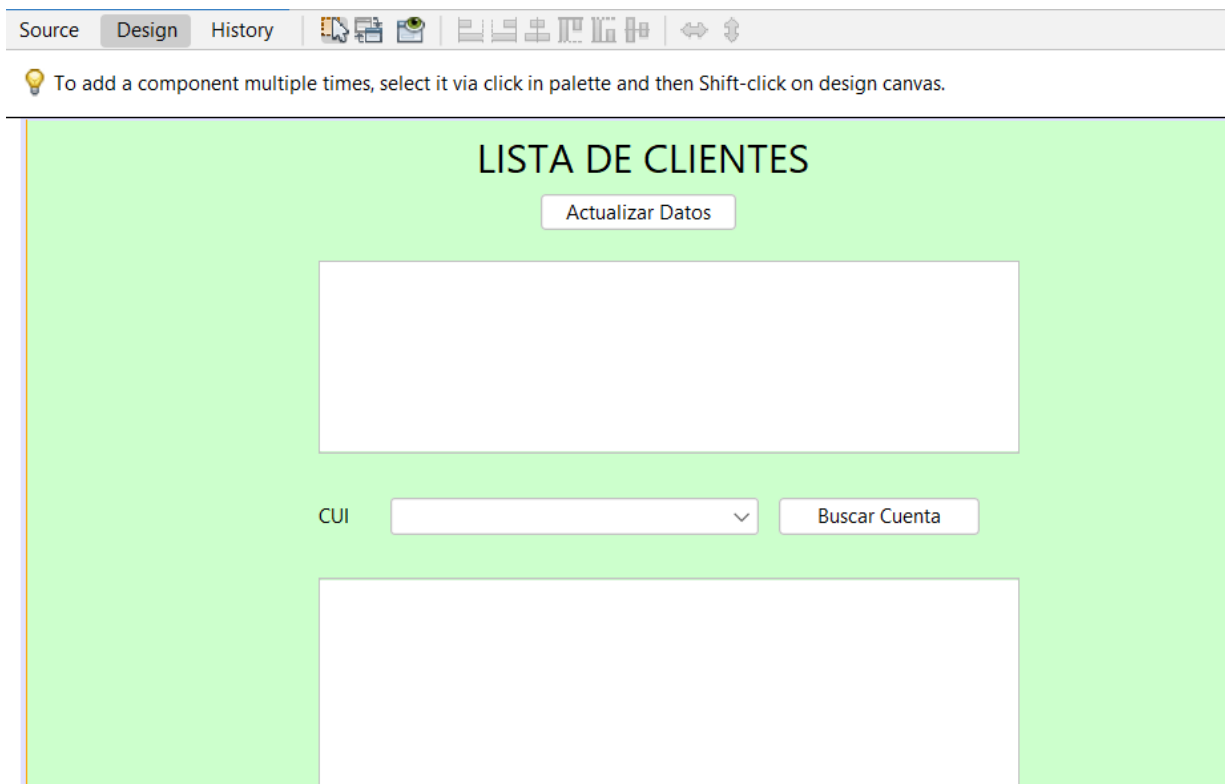 Source Design History
To add a component multiple times, select it via click in palette and then Shift-click on design canvas.
LISTA DE CLIENTES
Actualizar Datos
CUI Buscar Cuenta